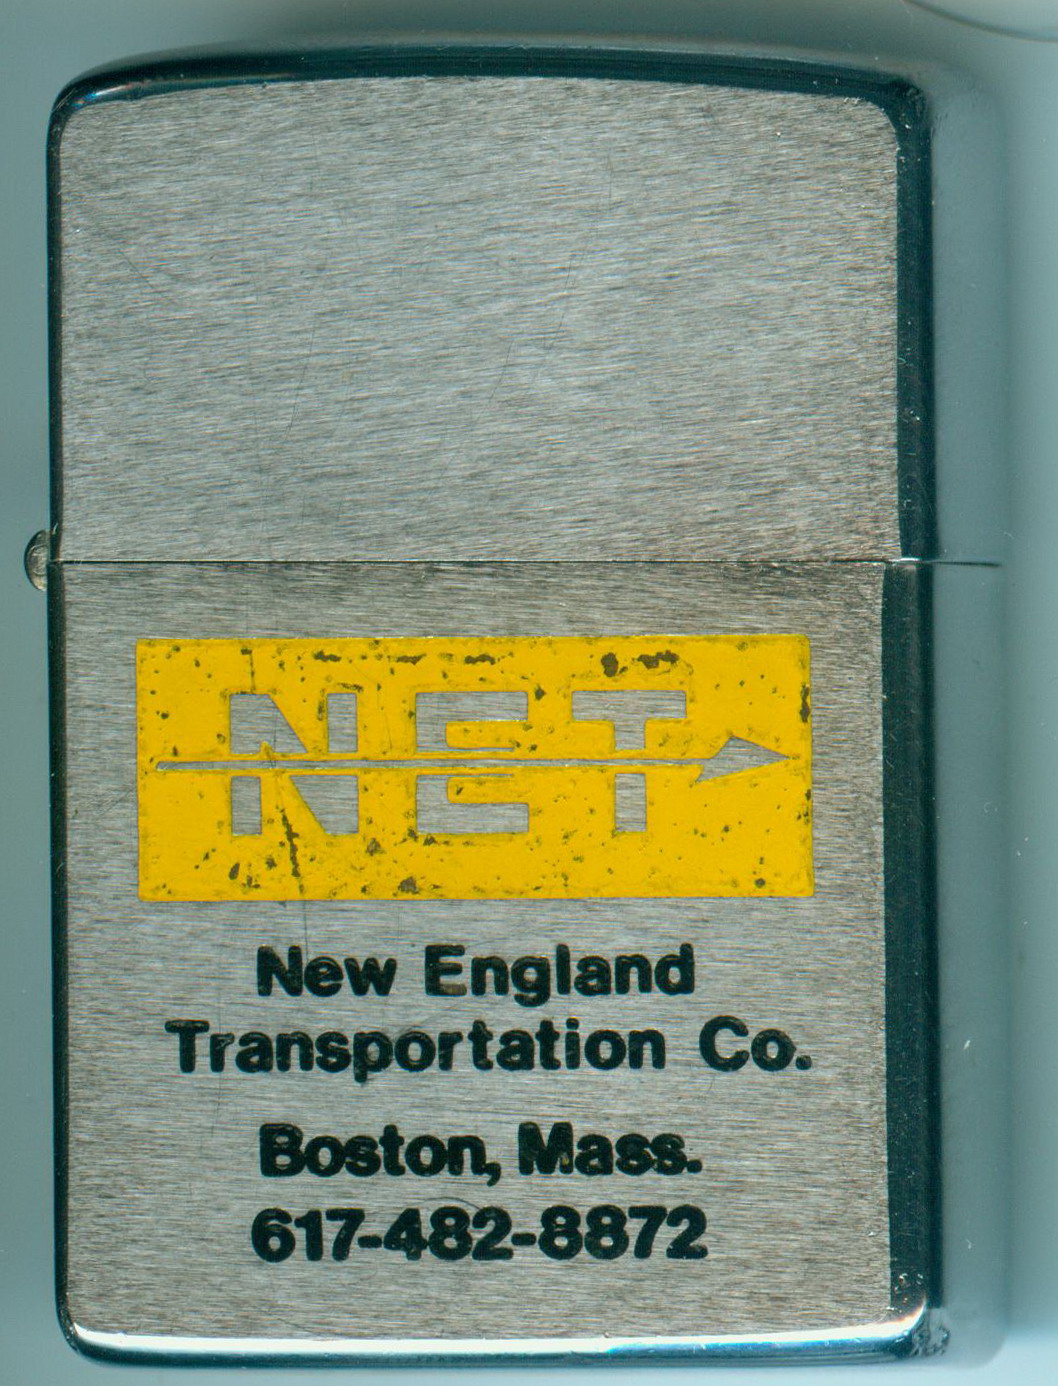 NET
New England
Transportation Co.
Boston, Mass.
617-482-8872